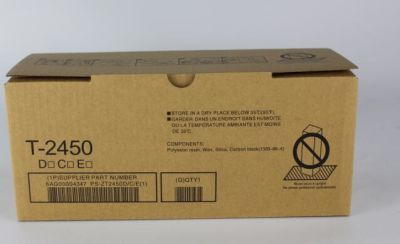 T-2450
D□ C□ E□
(1P)SUPPLIER PART NUMBER
6AG00004347 PS-ZT2450D/C/E(1)
(Q)QTY1
■STORE IN A DRY PLACE BELOW 35℃(95℉)
■GARDER DANS UN ENDROIT SANS HUMIDITE
OU LA TEMPERATURE AMBIANTE EST MOINS
DE 35℃
COMPONENTS:
Polyester resin, Wax, Silica, Carbon black(1333-86-4)